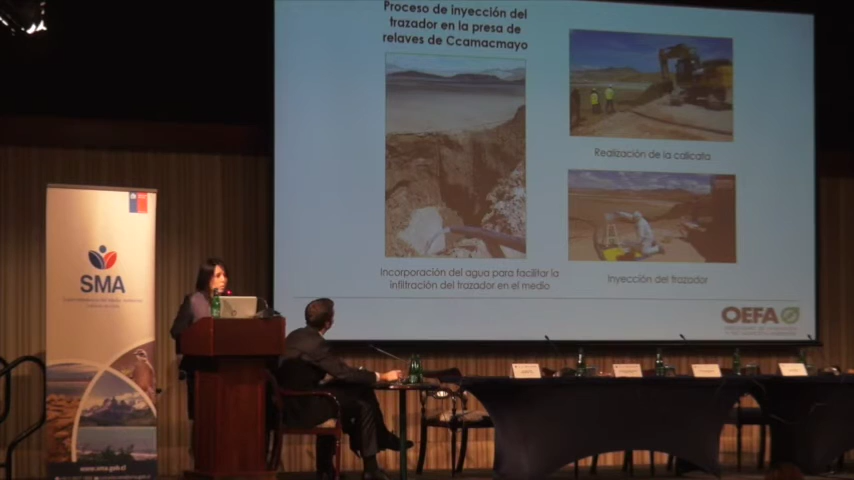 Proceso de inyección del
trazador en la presa de
relaves de Ccamacmayo
Realización de la calicata
Incorporación del agua para facilitar la
infiltración del trazador en el medio
Inyección del trazador
OEFA
SMA
www.sma.gob.cl